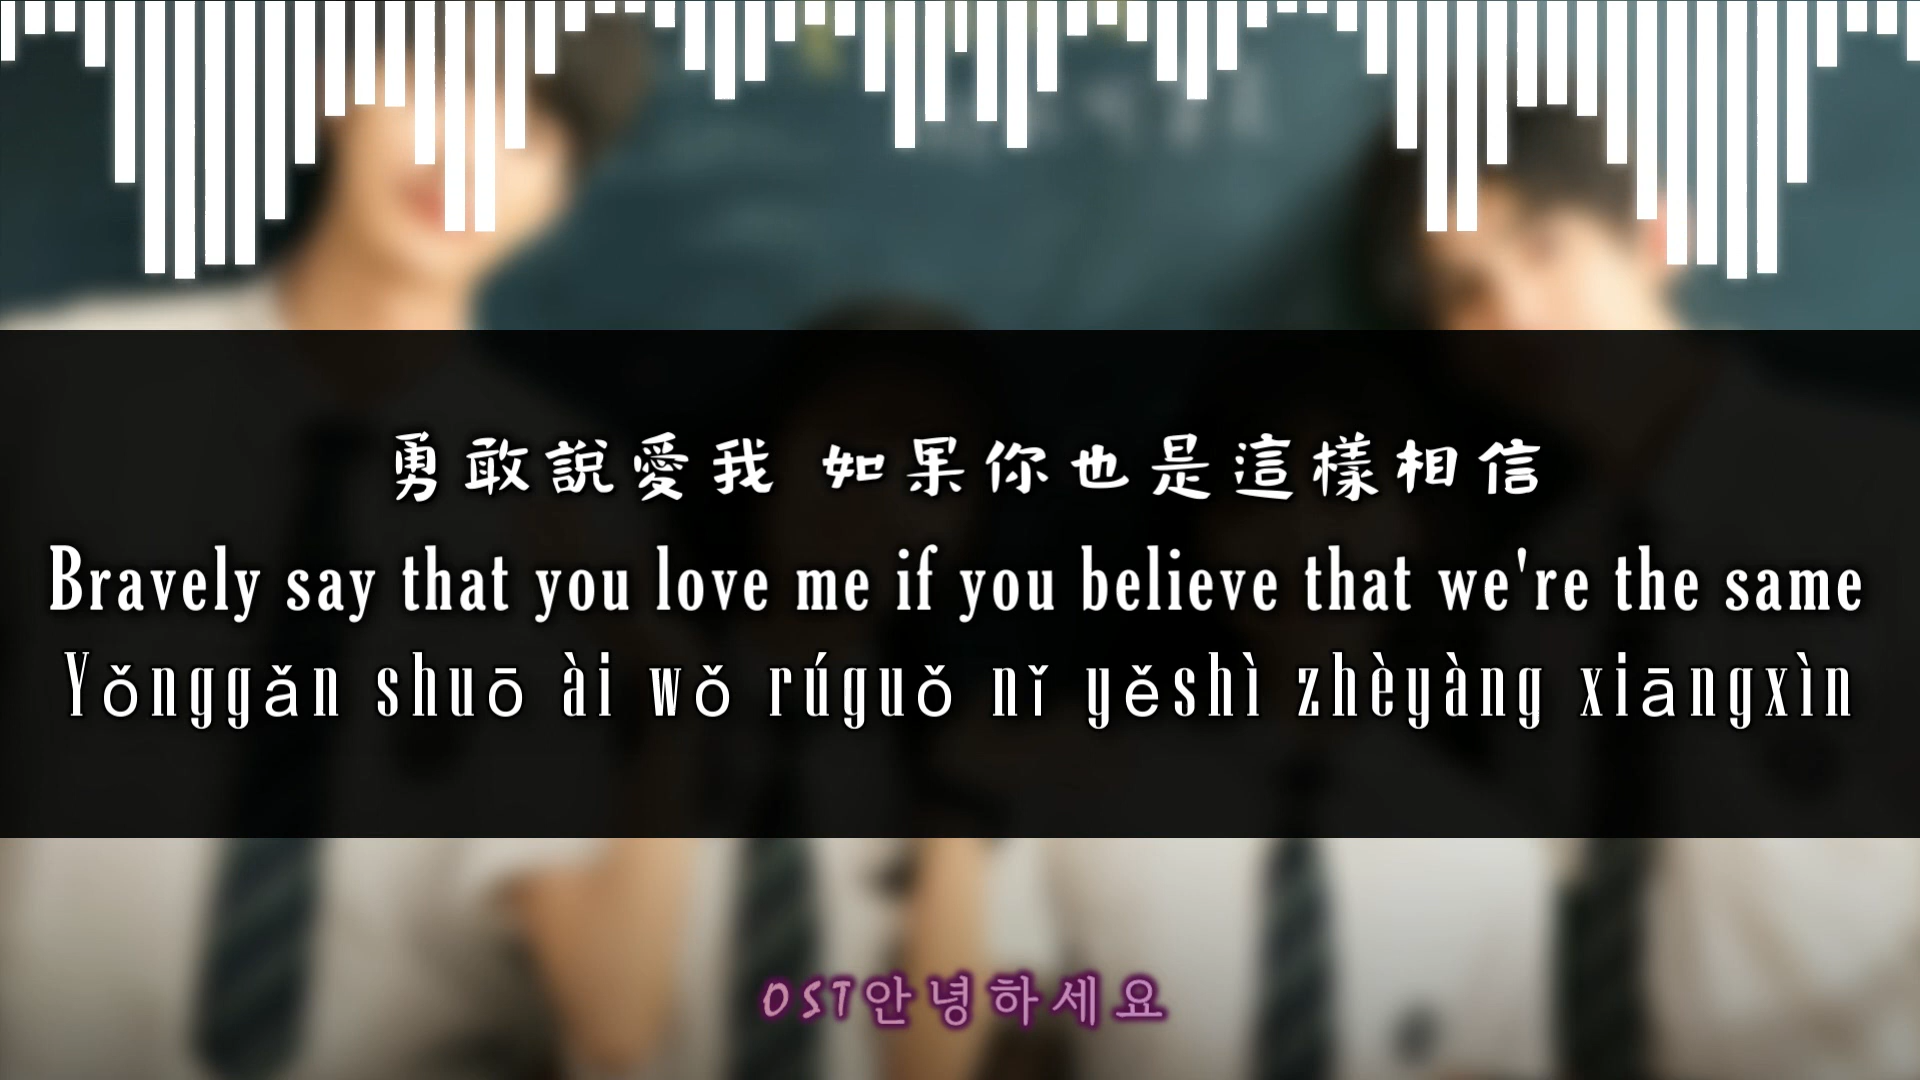 勇敢說愛我 如果你也是這樣相信
Bravely say that you love me if you believe that we're the same
Yǒnggǎn shuō ài wǒ rúguǒ nǐ yěshì zhèyàng xiāngxìn
OST안녕하세요